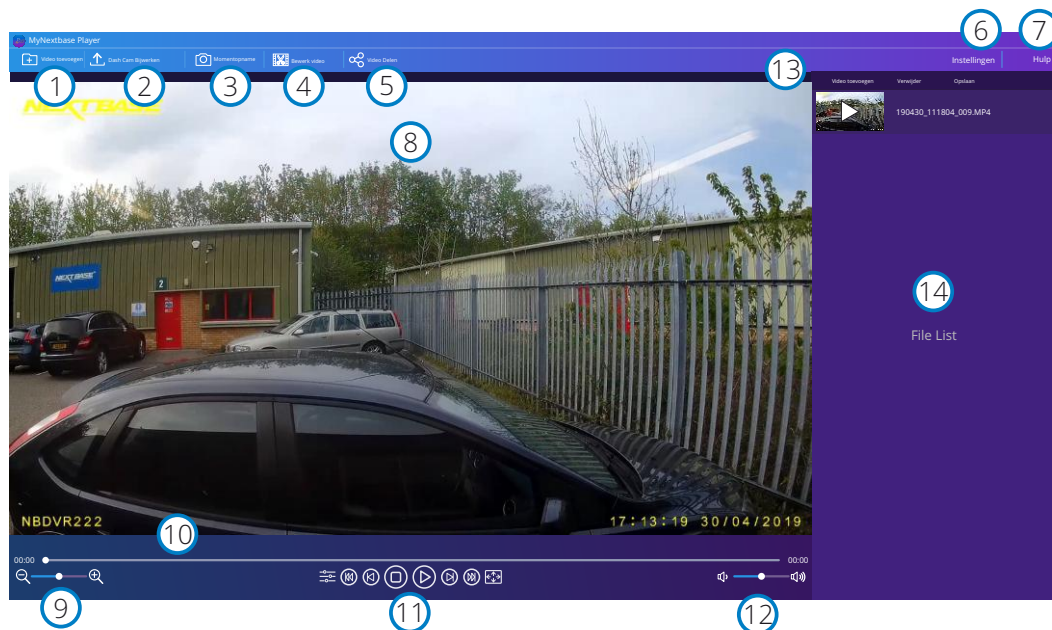 MyNextbase Player
Video toevoegen
Dach Cam Bijwerken
Momentopname
Bewerk video
Video Delen
Instellingen
Hulp
1
2
3
4
5
6
7
13
Video toevoegen
Verwijder
Opslaan
190430_111804_009.MP4
NEXTBASE
8
NEXTBASE
2
14
File List
NBDVR222
17:13:19 30/04/2019
10
00:00
00:00
9
11
12